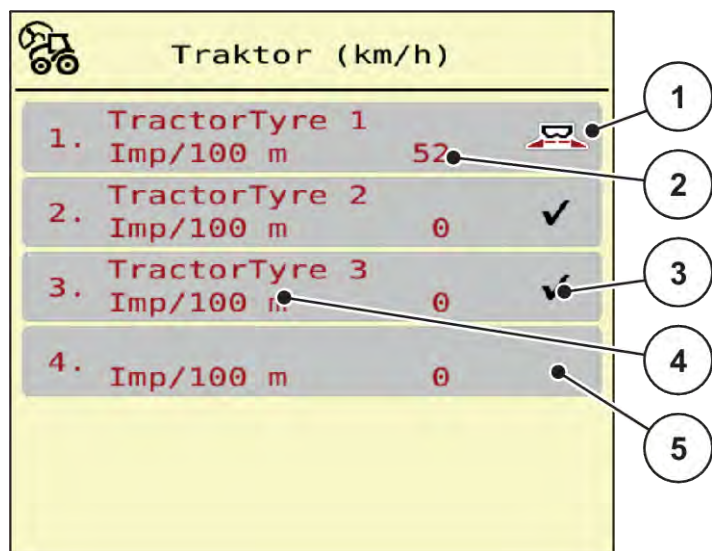 Traktor (km/h)
1. TractorTyre 1
Imp/100 m 52
2. TractorTyre 2
Imp/100 m 0
3. TractorTyre 3
Imp/100 m 0
4.
Imp/100 m 0
1
2
3
4
5